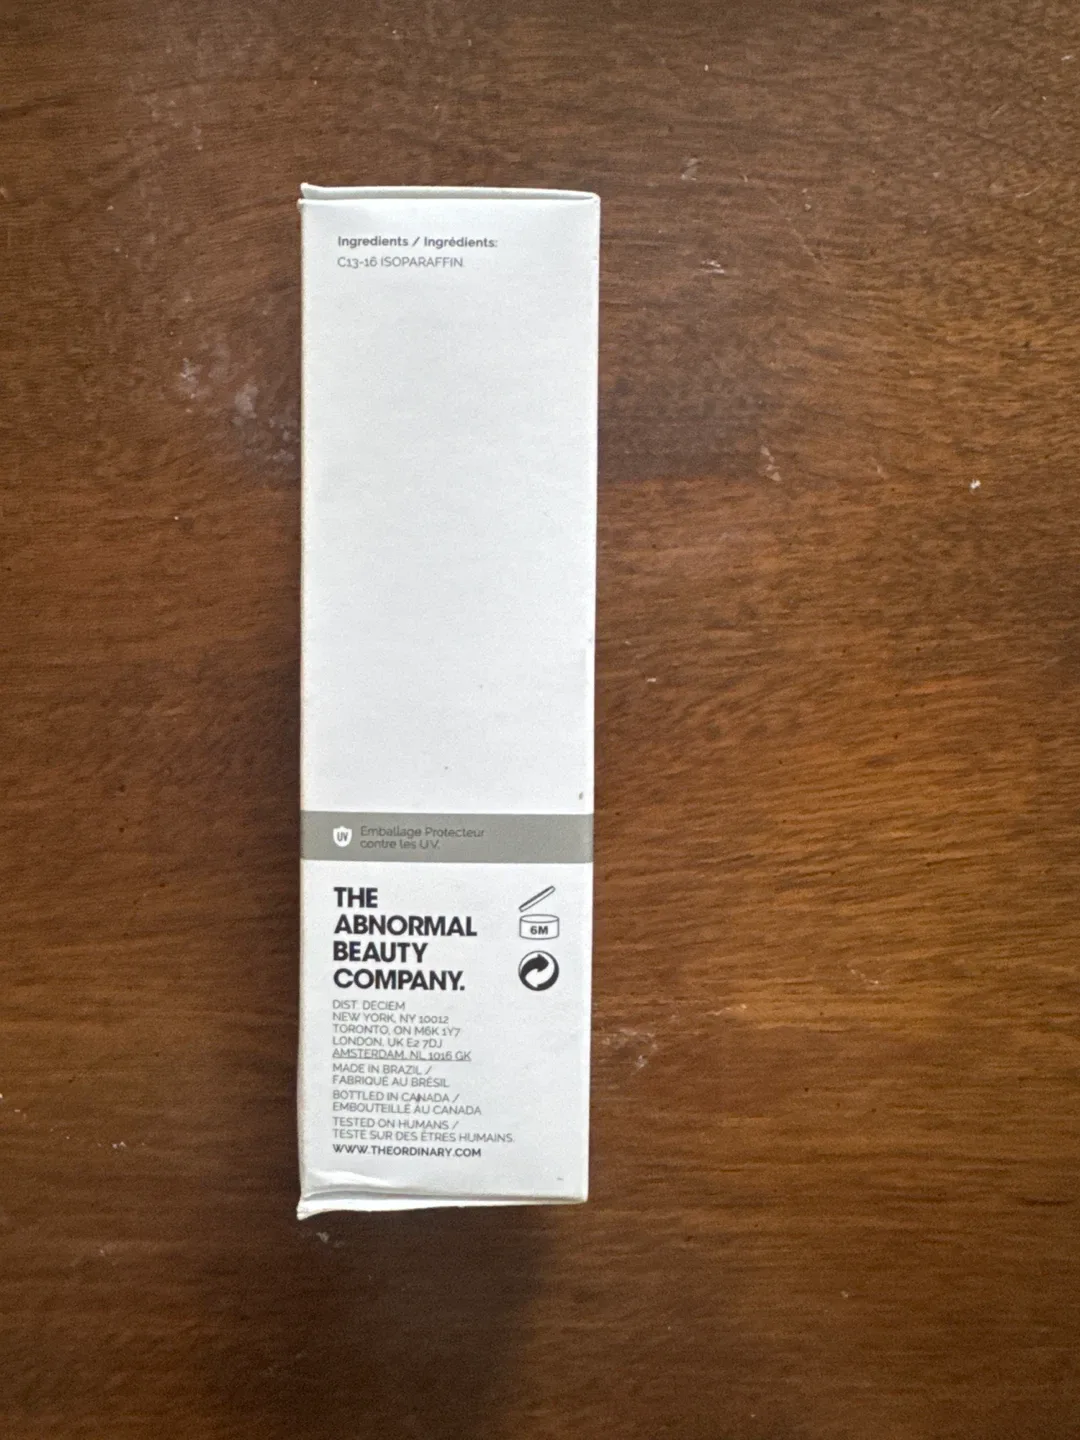 Ingredients / Ingrédients:
C13-16 ISOPARAFFIN.
UV
Emballage Protecteur
contre les U.V.
THE
ABNORMAL
BEAUTY
COMPANY.
6M
DIST. DECIEM
NEW YORK, NY 10012
TORONTO, ON M6K 1Y7
LONDON, UK E2 7DJ
AMSTERDAM, NL 1016 GK
MADE IN BRAZIL /
FABRIQUÉ AU BRÉSIL
BOTTLED IN CANADA /
EMBOUTEILLÉ AU CANADA
TESTED ON HUMANS /
TESTÉ SUR DES ÊTRES HUMAINS.
WWW.THEORDINARY.COM